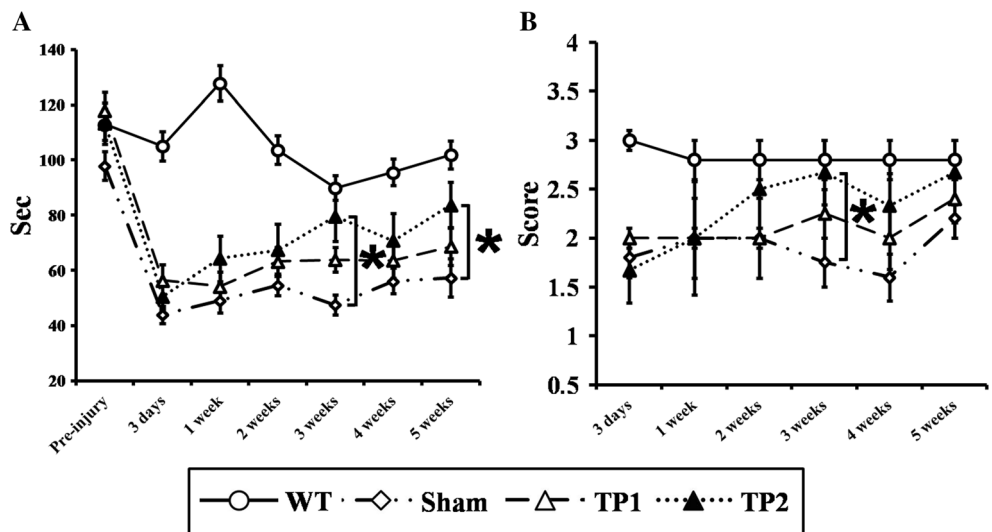 A
B
Sec
140
120
100
80
60
40
20
*
*
Pre-injury
3 days
1 week
2 weeks
3 weeks
4 weeks
5 weeks
Score
4
3.5
3
2.5
2
1.5
1
0.5
*
3 days
1 week
2 weeks
3 weeks
4 weeks
5 weeks
WT Sham TP1 TP2